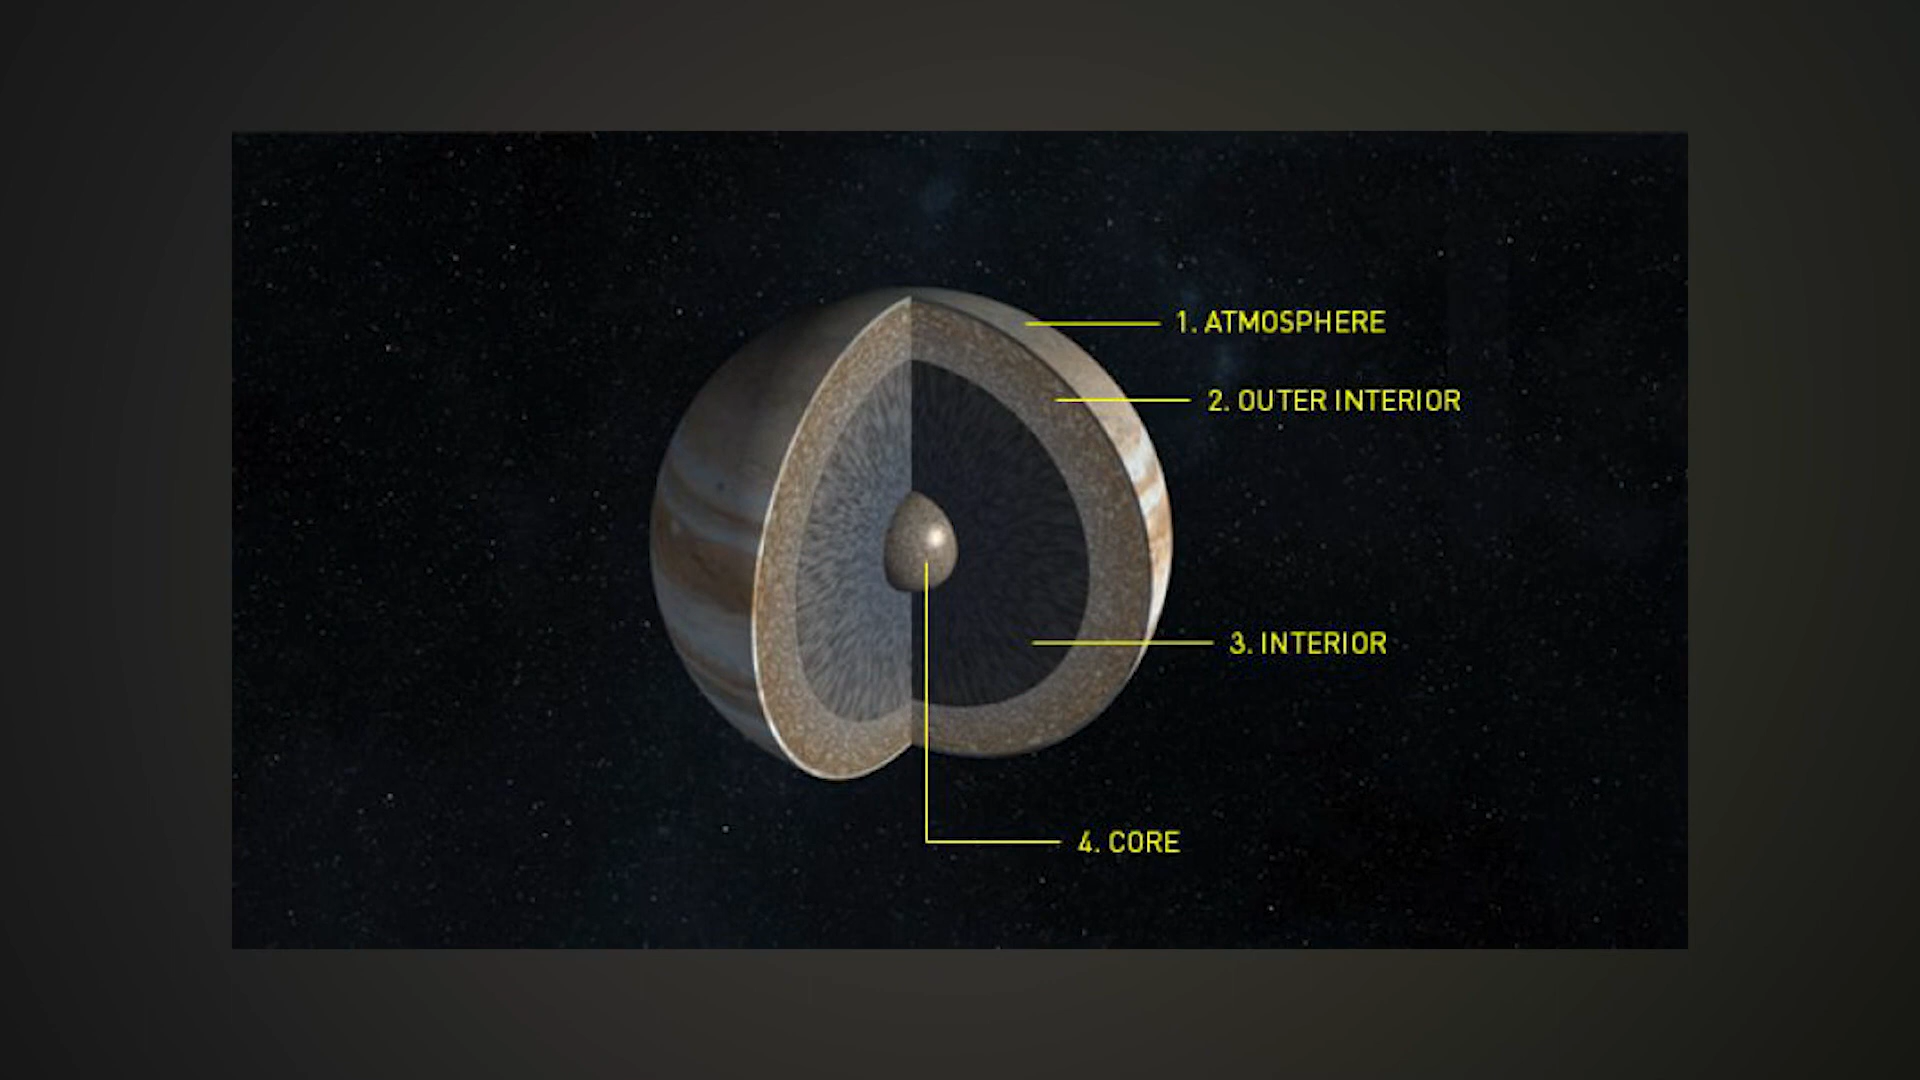 1. ATMOSPHERE
2. OUTER INTERIOR
3. INTERIOR
4. CORE